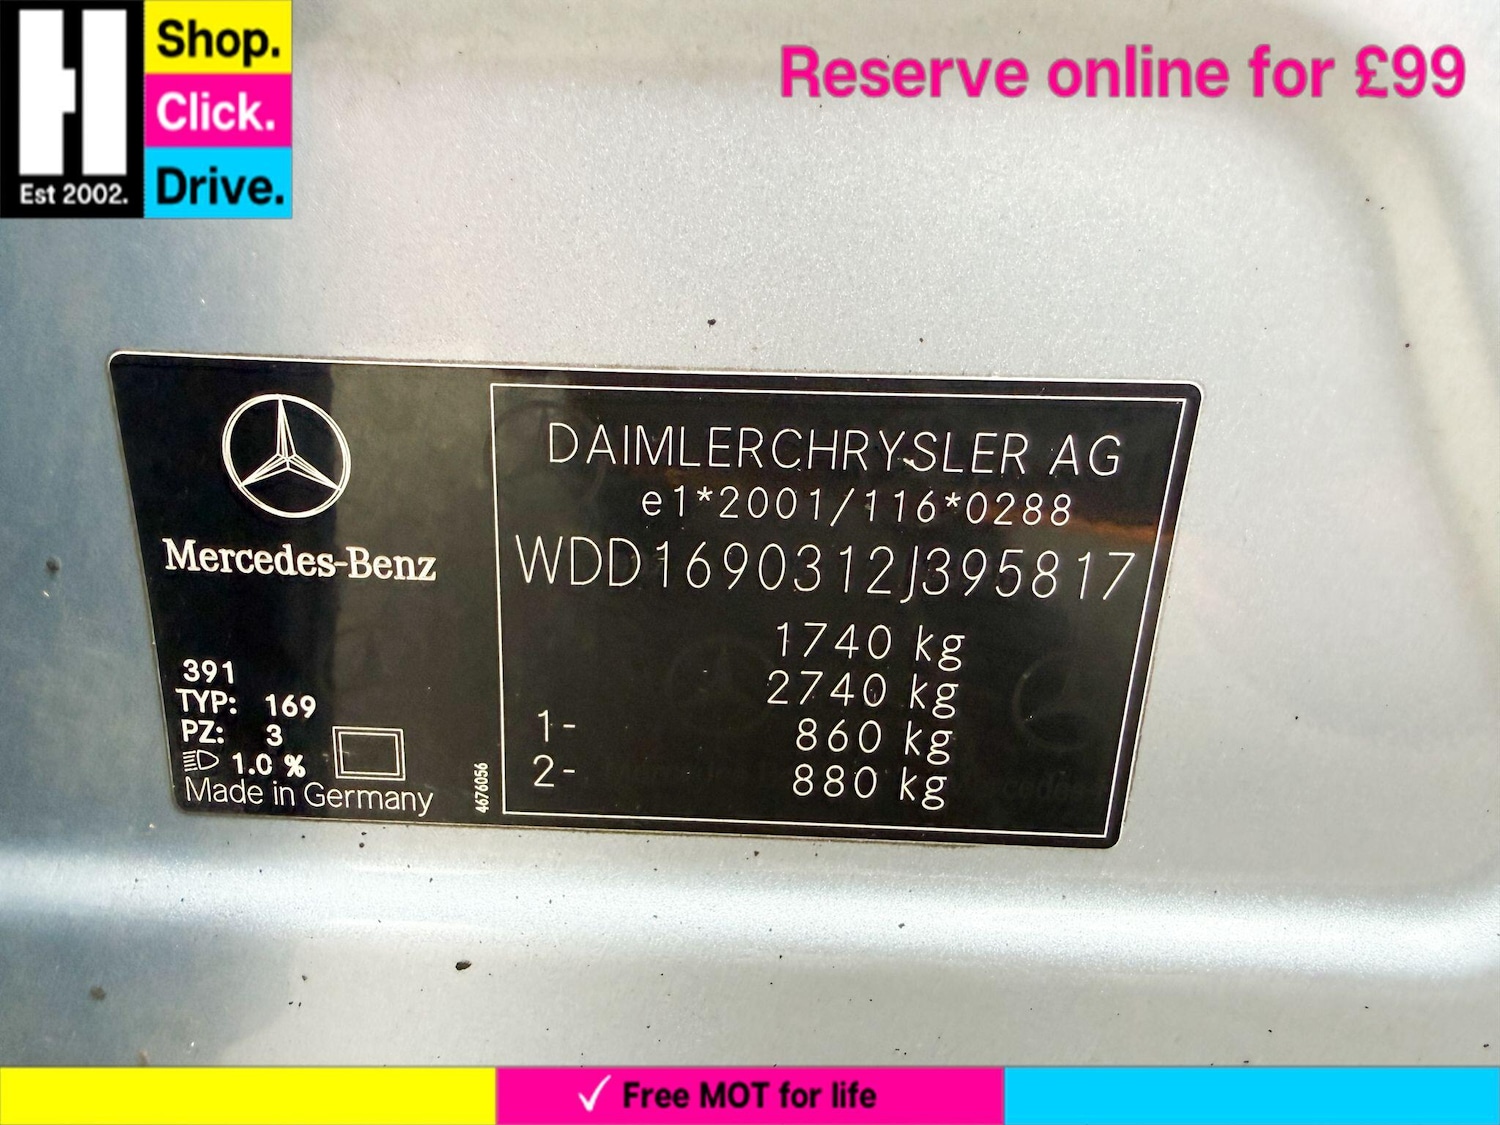 Shop.
Click.
Drive.
Est 2002.
Reserve online for £99
Mercedes-Benz
391
TYP: 169
PZ: 3
1.0 %
Made in Germany
4676056
DAIMLERCHRYSLER AG
e1*2001/116*0288
WDD1690312J395817
1740 kg
2740 kg
1- 860 kg
2- 880 kg
✓ Free MOT for life